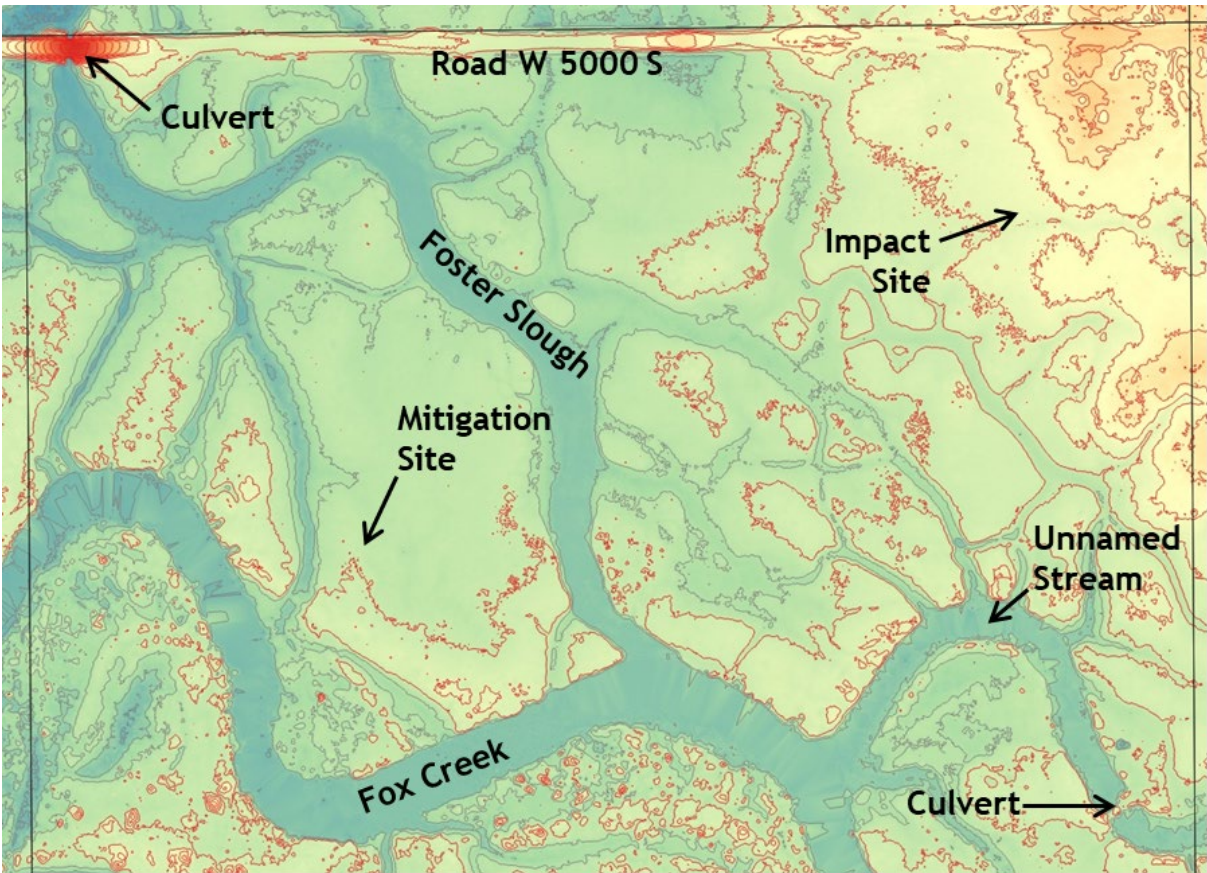 Road W 5000 S
Culvert
Impact
Site
Foster Slough
Mitigation
Site
Unnamed
Stream
Fox Creek
Culvert